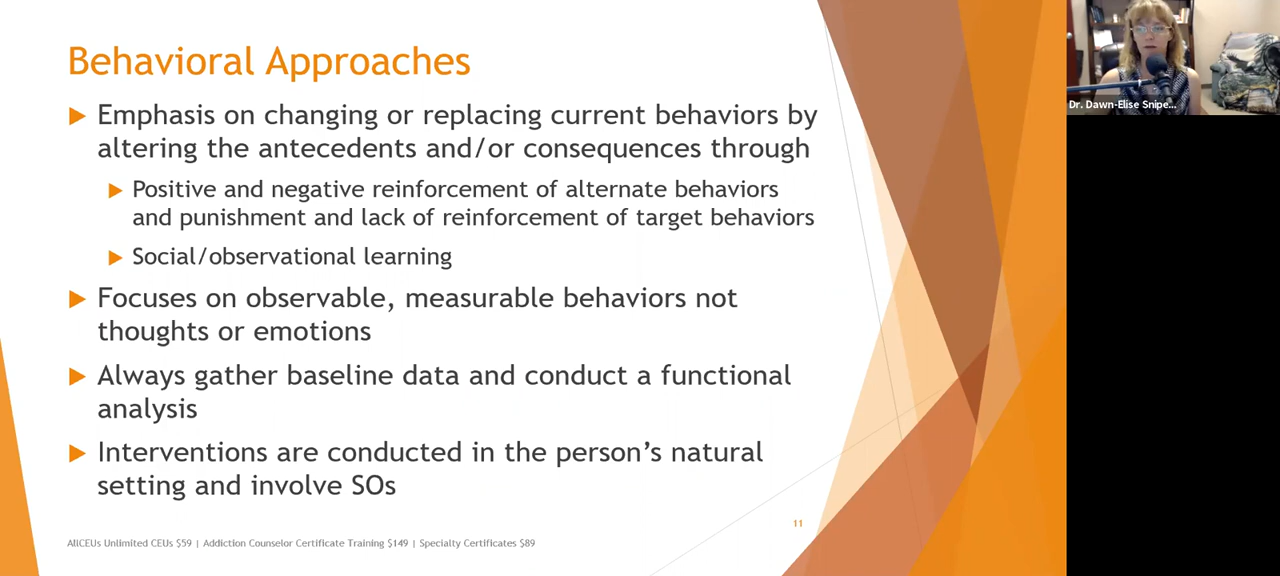 Behavioral Approaches
Emphasis on changing or replacing current behaviors by
altering the antecedents and/or consequences through
Positive and negative reinforcement of alternate behaviors
and punishment and lack of reinforcement of target behaviors
Social/observational learning
Focuses on observable, measurable behaviors not
thoughts or emotions
Always gather baseline data and conduct a functional
analysis
Interventions are conducted in the person's natural
setting and involve SOs
11
AllCEUs Unlimited CEUs $59 | Addiction Counselor Certificate Training $149 | Specialty Certificates $89
Dr. Dawn-Elise Snipe...